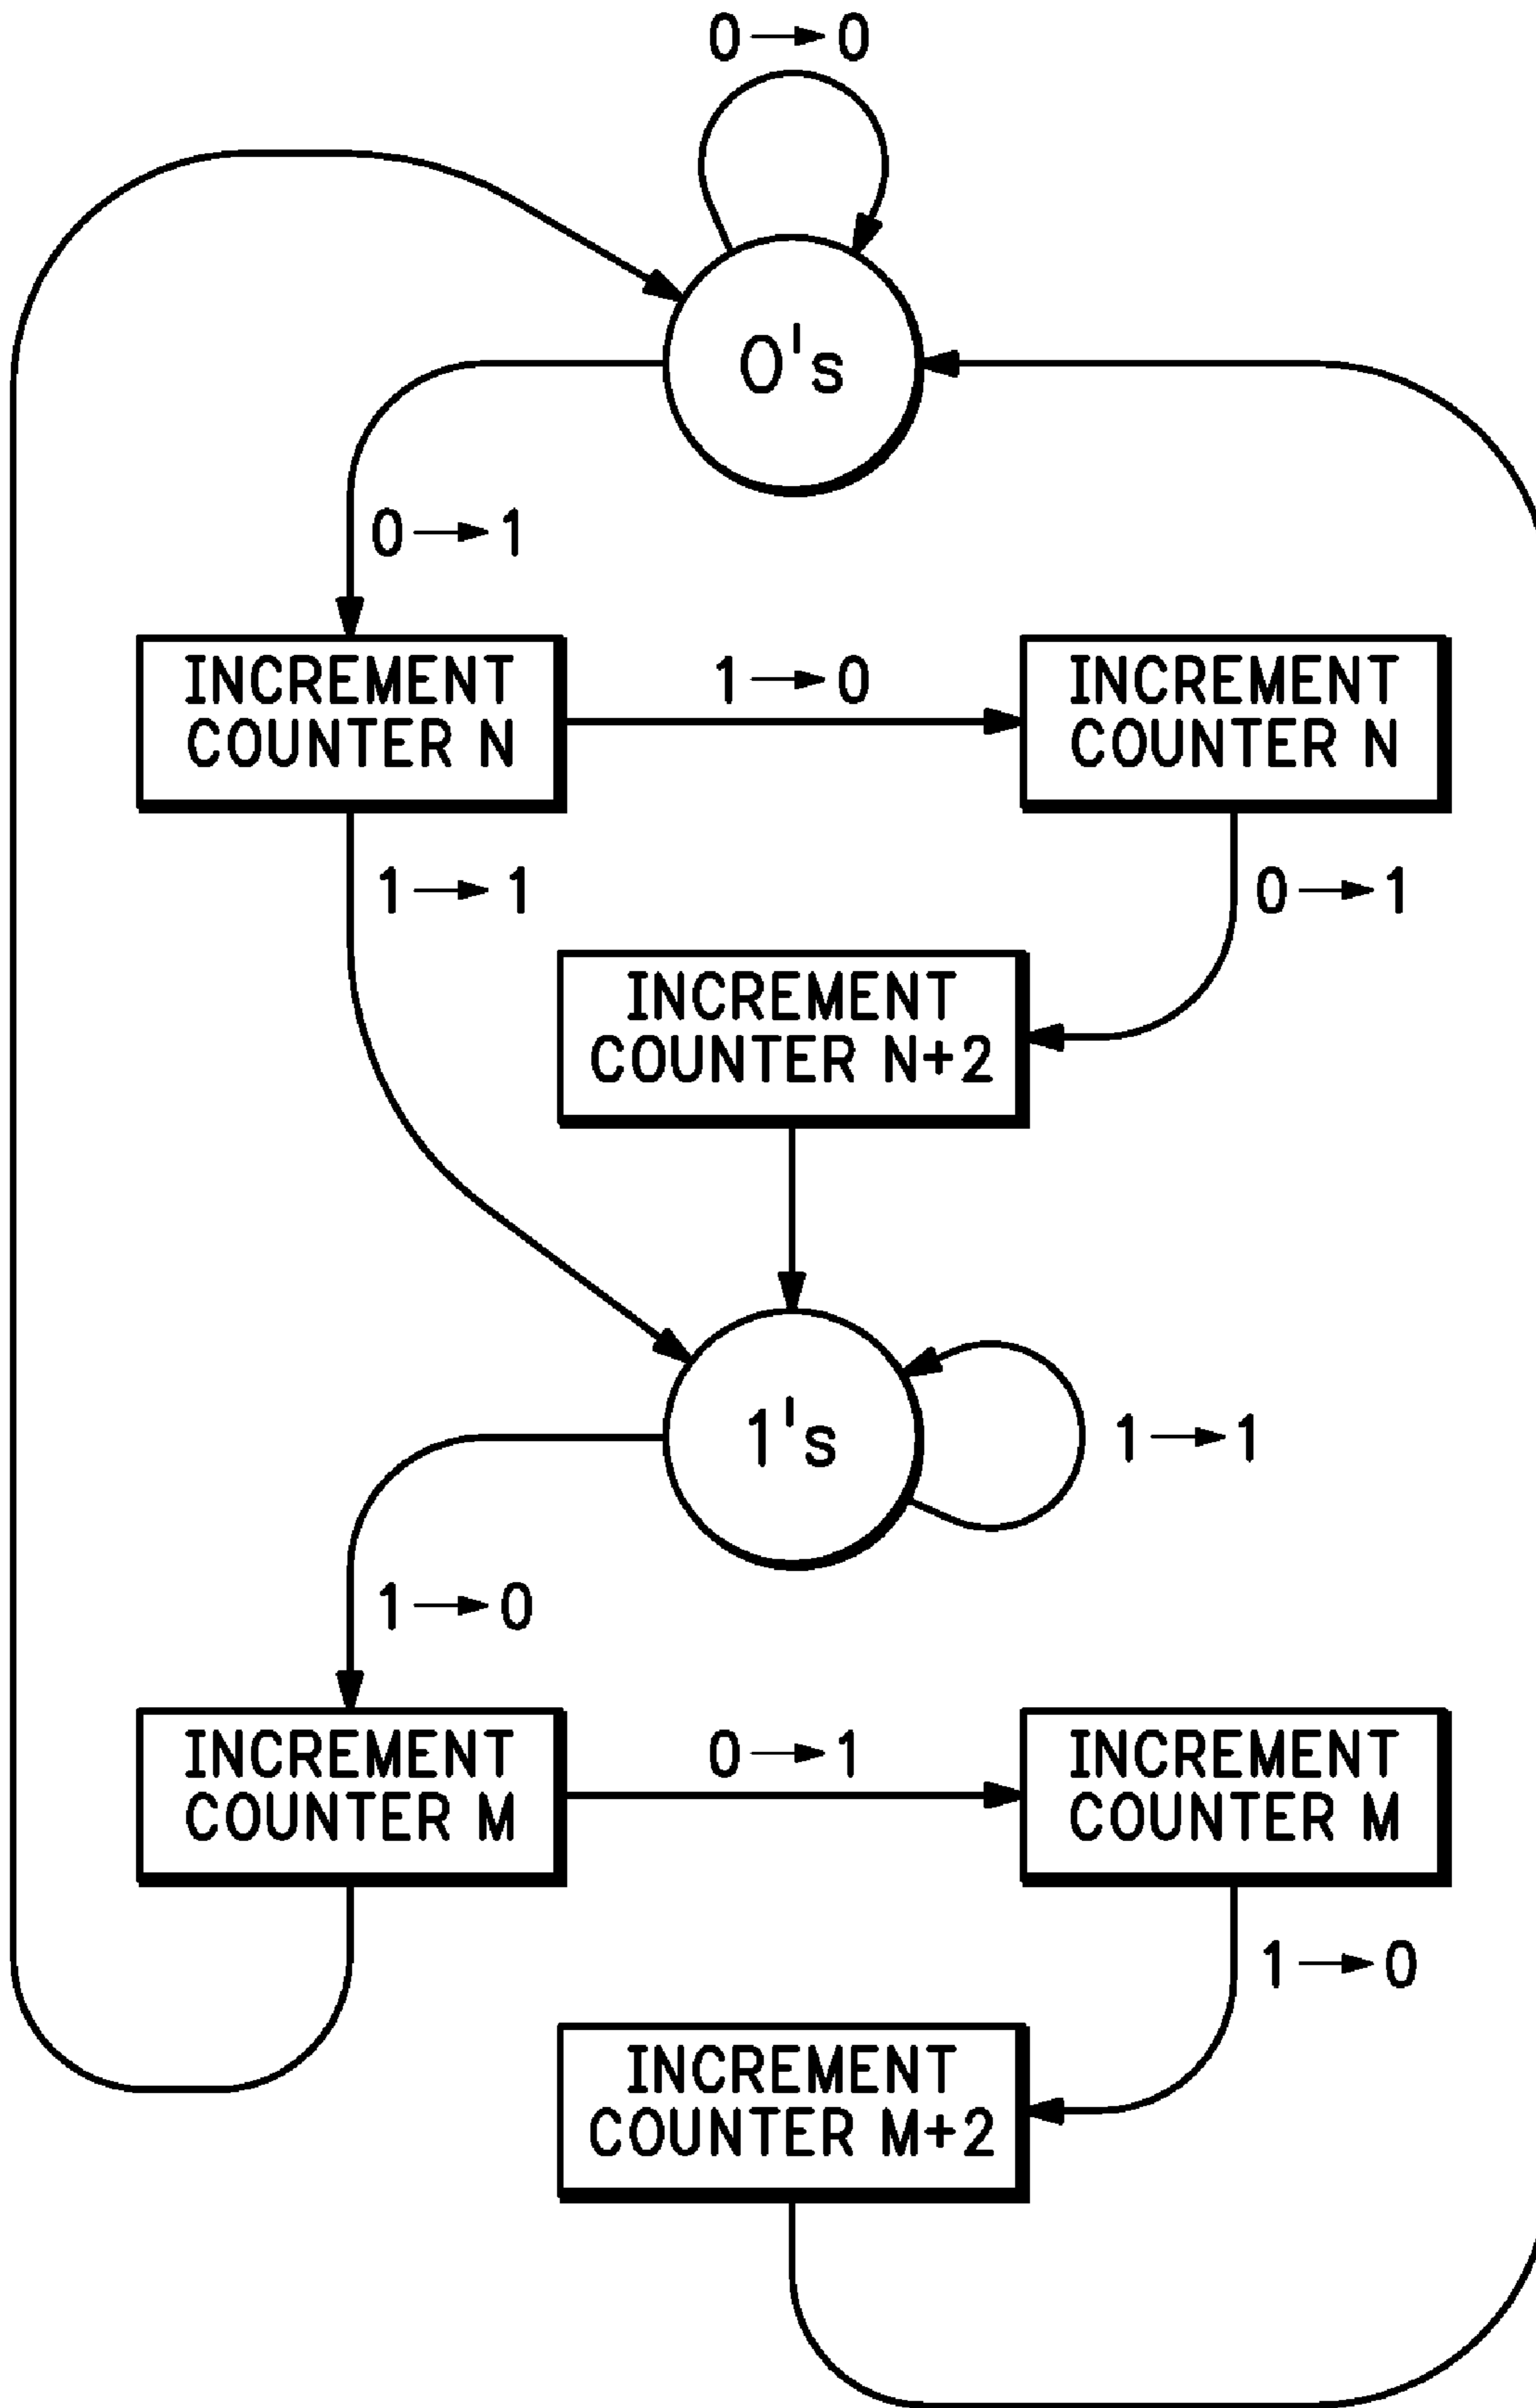 0→0
0's
0→1
INCREMENT
COUNTER N
1→0
INCREMENT
COUNTER N
1→1
0→1
INCREMENT
COUNTER N+2
1's
1→1
1→0
INCREMENT
COUNTER M
0→1
INCREMENT
COUNTER M
1→0
INCREMENT
COUNTER M+2